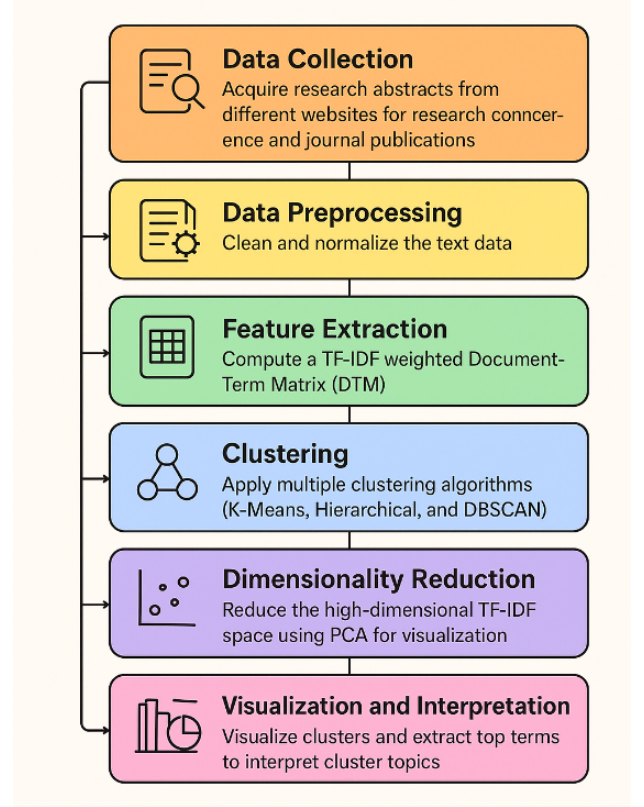 Data Collection
Acquire research abstracts from
different websites for research conncer-
ence and journal publications
Data Preprocessing
Clean and normalize the text data
Feature Extraction
Compute a TF-IDF weighted Document-
Term Matrix (DTM)
Clustering
Apply multiple clustering algorithms
(K-Means, Hierarchical, and DBSCAN)
Dimensionality Reduction
Reduce the high-dimensional TF-IDF
space using PCA for visualization
Visualization and Interpretation
Visualize clusters and extract top terms
to interpret cluster topics